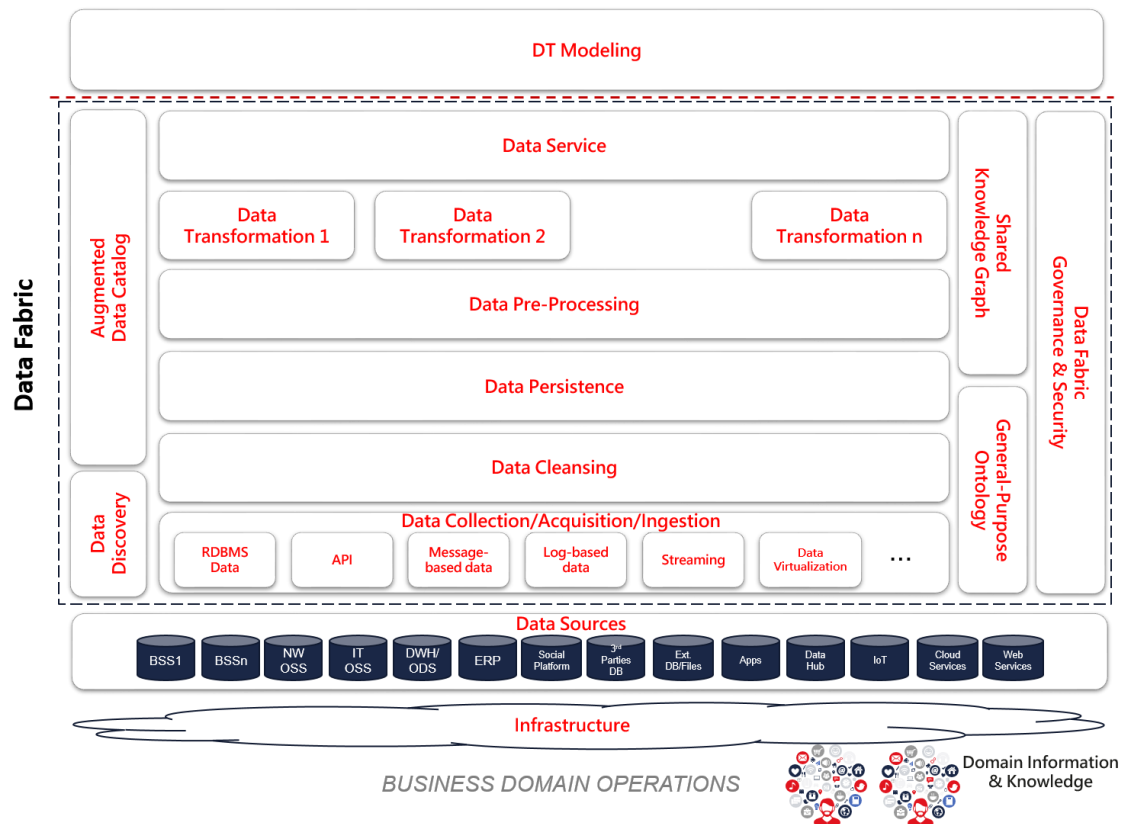 DT Modeling
Data Fabric
Augmented
Data Catalog
Data
Discovery
Data Service
Data
Transformation 1
Data
Transformation 2
Data
Transformation n
Data Pre-Processing
Data Persistence
Data Cleansing
Data Collection/Acquisition/Ingestion
RDBMS
Data
API
Message-
based data
Log-based
data
Streaming
Data
Virtualization
...
Shared
Knowledge Graph
General-Purpose
Ontology
Data Fabric
Governance & Security
Data Sources
BSS1
BSSn
NW
OSS
IT
OSS
DWH/
ODS
ERP
Social
Platform
3rd
Parties
DB
Ext.
DB/Files
Apps
Data
Hub
IoT
Cloud
Services
Web
Services
Infrastructure
BUSINESS DOMAIN OPERATIONS
Domain Information
& Knowledge